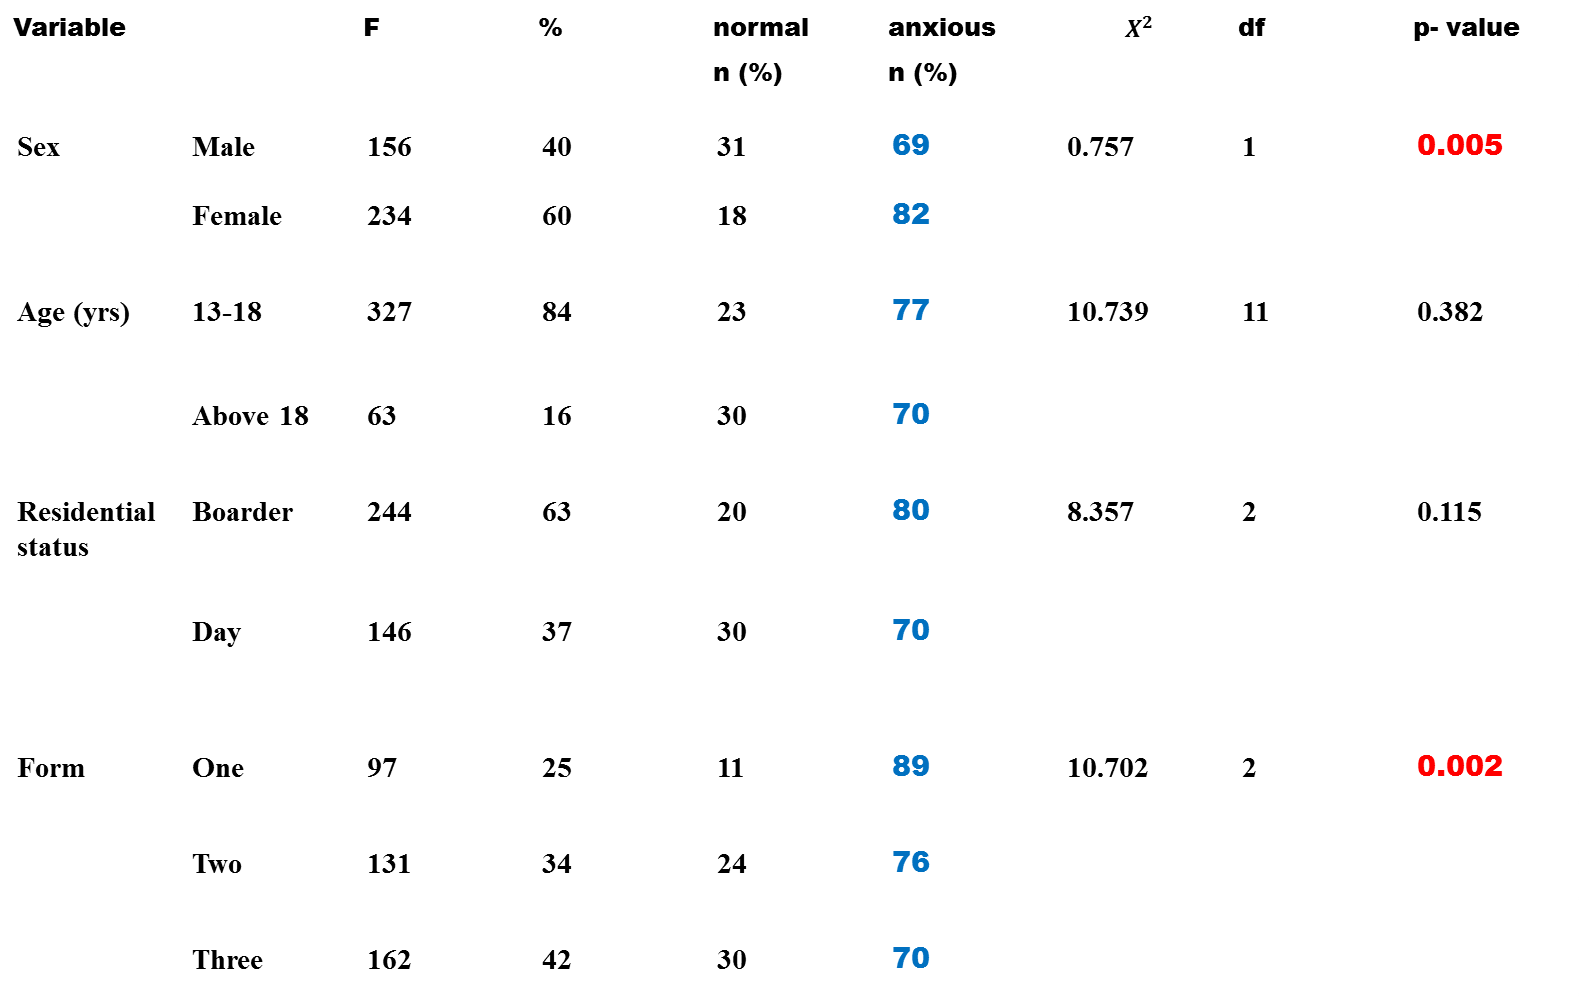 Variable F % normal anxious X² df p- value
n (%) n (%)
Sex Male 156 40 31 69 0.757 1 0.005
Female 234 60 18 82
Age (yrs) 13-18 327 84 23 77 10.739 11 0.382
Above 18 63 16 30 70
Residential Boarder 244 63 20 80 8.357 2 0.115
status
Day 146 37 30 70
Form One 97 25 11 89 10.702 2 0.002
Two 131 34 24 76
Three 162 42 30 70